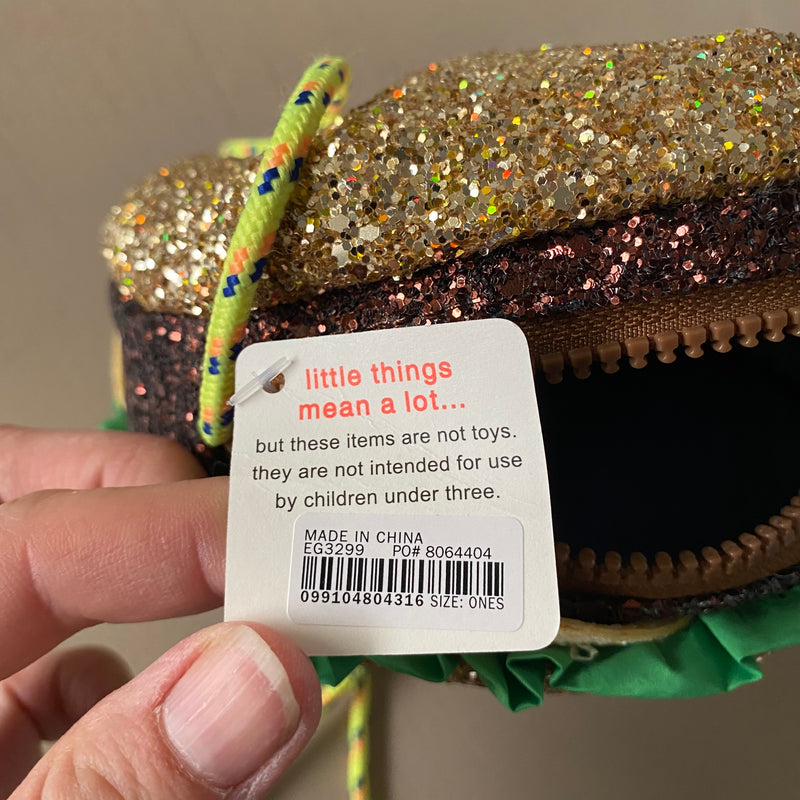 little things
mean a lot...
but these items are not toys.
they are not intended for use
by children under three.
MADE IN CHINA
EG3299 PO# 8064404
099104804316 SIZE: ONES